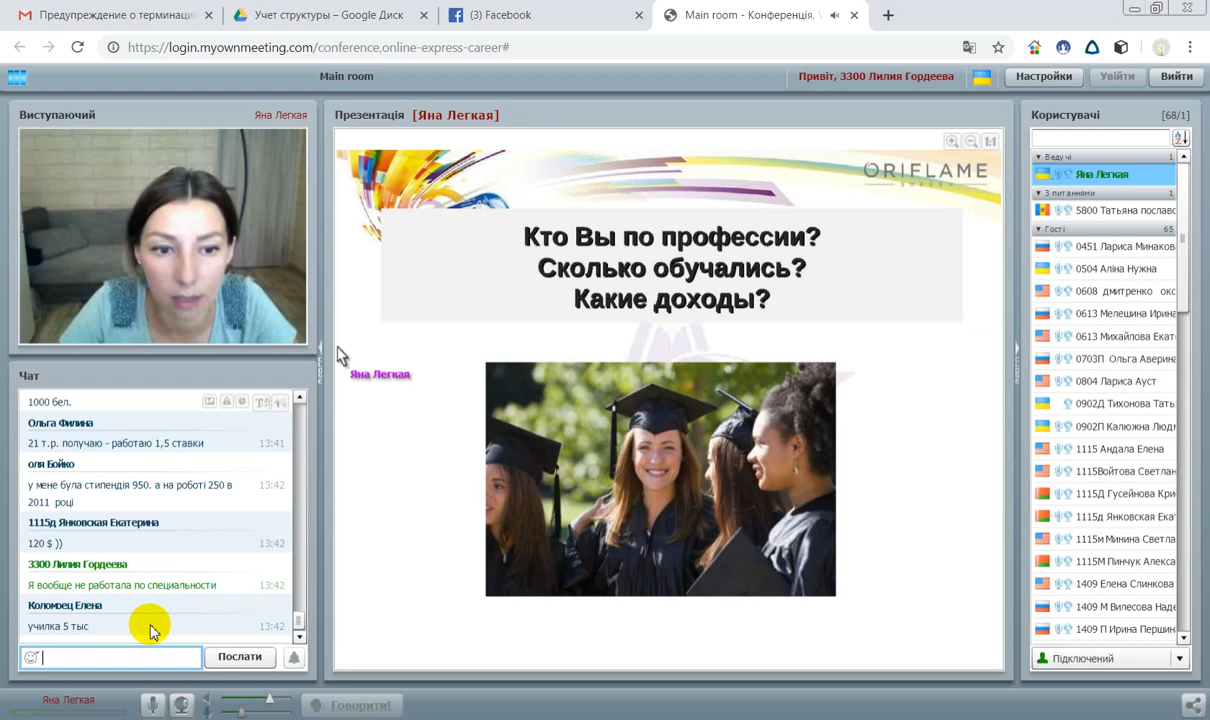 Предупреждение о терминаци
Учет структуры – Google Диск
(3) Facebook
Main room - Конференція, V
https://login.myownmeeting.com/conference,online-express-career#
Main room
Привіт, 3300 Лилия Гордеева
Настройки
Увійти
Вийти
Виступаючий
Яна Легкая
Чат
1000 бел.
Ольга Филина
21 т.р. получаю - работаю 1,5 ставки
13:41
оля Бойко
у мене була стипендія 950. а на роботі 250 в
13:42
2011 році
1115д Янковская Екатерина
120 $ ))
13:42
3300 Лилия Гордеева
Я вообще не работала по специальности
13:42
Коломоец Елена
училка 5 тыс
13:42
Послати
Яна Легкая
Говорити!
Презентація [Яна Легкая]
1:1
ORIFLAME
SWEDEN
Кто Вы по профессии?
Сколько обучались?
Какие доходы?
Яна Легкая
Користувачі
[68/1]
Ведучі
1
Яна Легкая
З питаннями
1
5800 Татьяна пославс
Гості
65
0451 Лариса Минакова
0504 Аліна Нужна
0608 дмитренко окс
0613 Мелешина Ирина
0613 Михайлова Екат
0703П Ольга Аверина
0804 Лариса Ауст
0902Д Тихонова Тать
0902П Калюжна Людм
1115 Андала Елена
1115Войтова Светлан
1115Д Гусейнова Кри
1115д Янковская Екат
1115м Минина Светла
1115М Пинчук Алексан
1409 Елена Слинкова
1409 М Вилесова Наде
1409 П Ирина Першин
Підключений